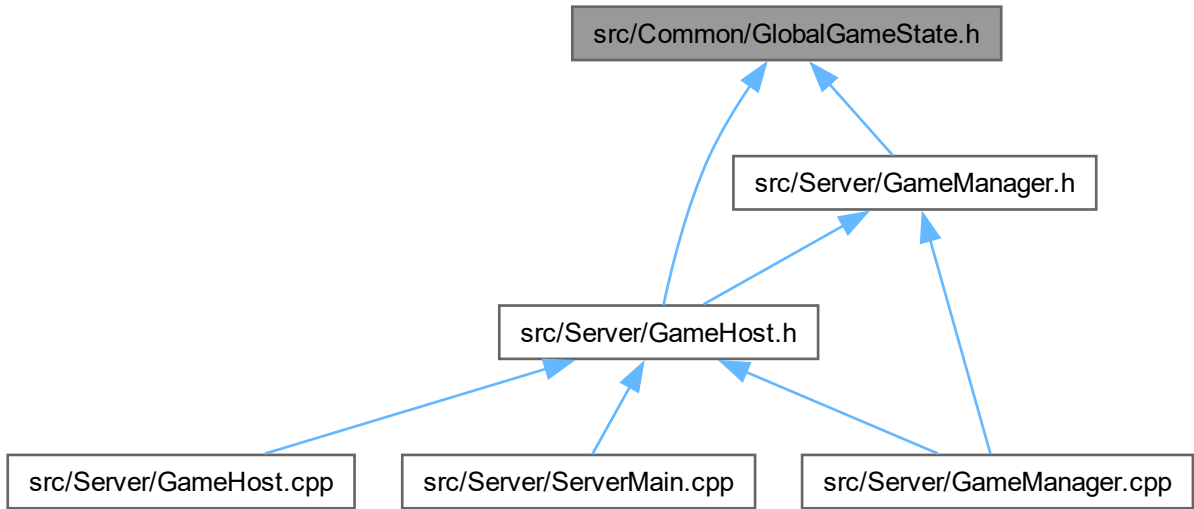 src/Common/GlobalGameState.h
src/Server/GameManager.h
src/Server/GameHost.h
src/Server/GameHost.cpp
src/Server/ServerMain.cpp
src/Server/GameManager.cpp